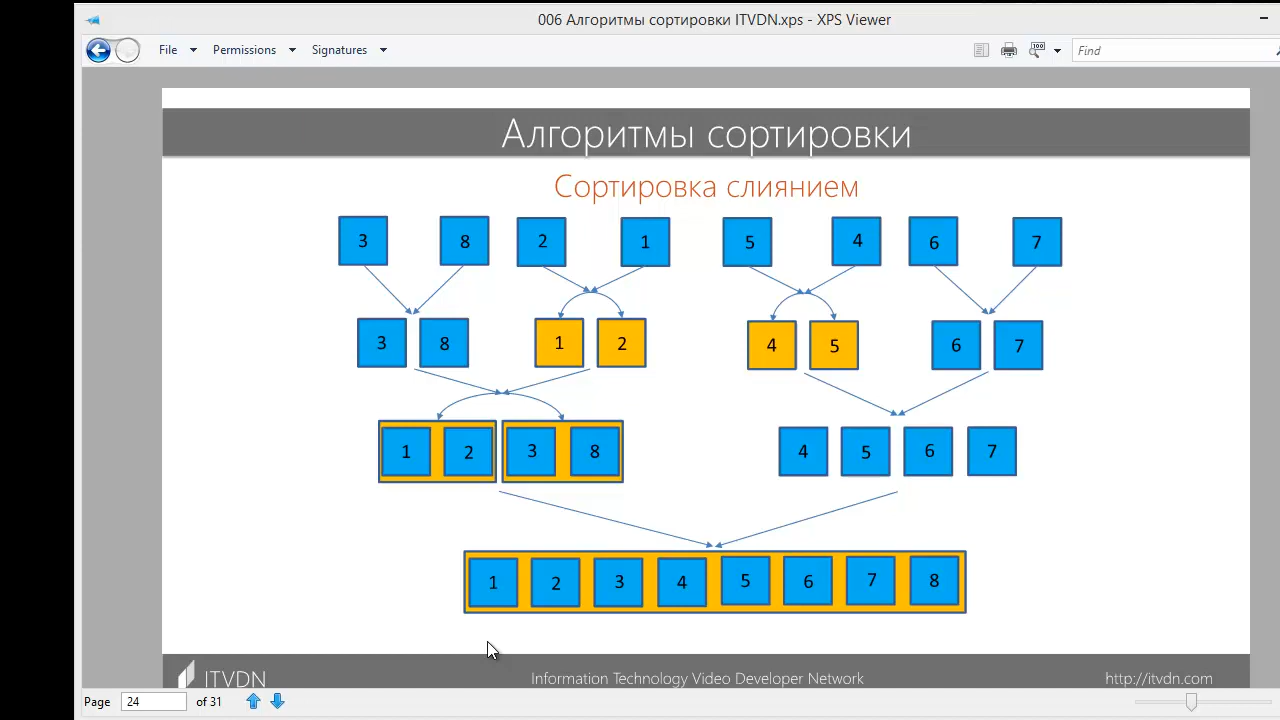 006 Алгоритмы сортировки ITVDN.xps - XPS Viewer
File Permissions Signatures Find
Алгоритмы сортировки
Сортировка слиянием
3 8 2 1 5 4 6 7
3 8 1 2 4 5 6 7
1 2 3 8 4 5 6 7
1 2 3 4 5 6 7 8
ITVDN Information Technology Video Developer Network http://itvdn.com
Page 24 of 31